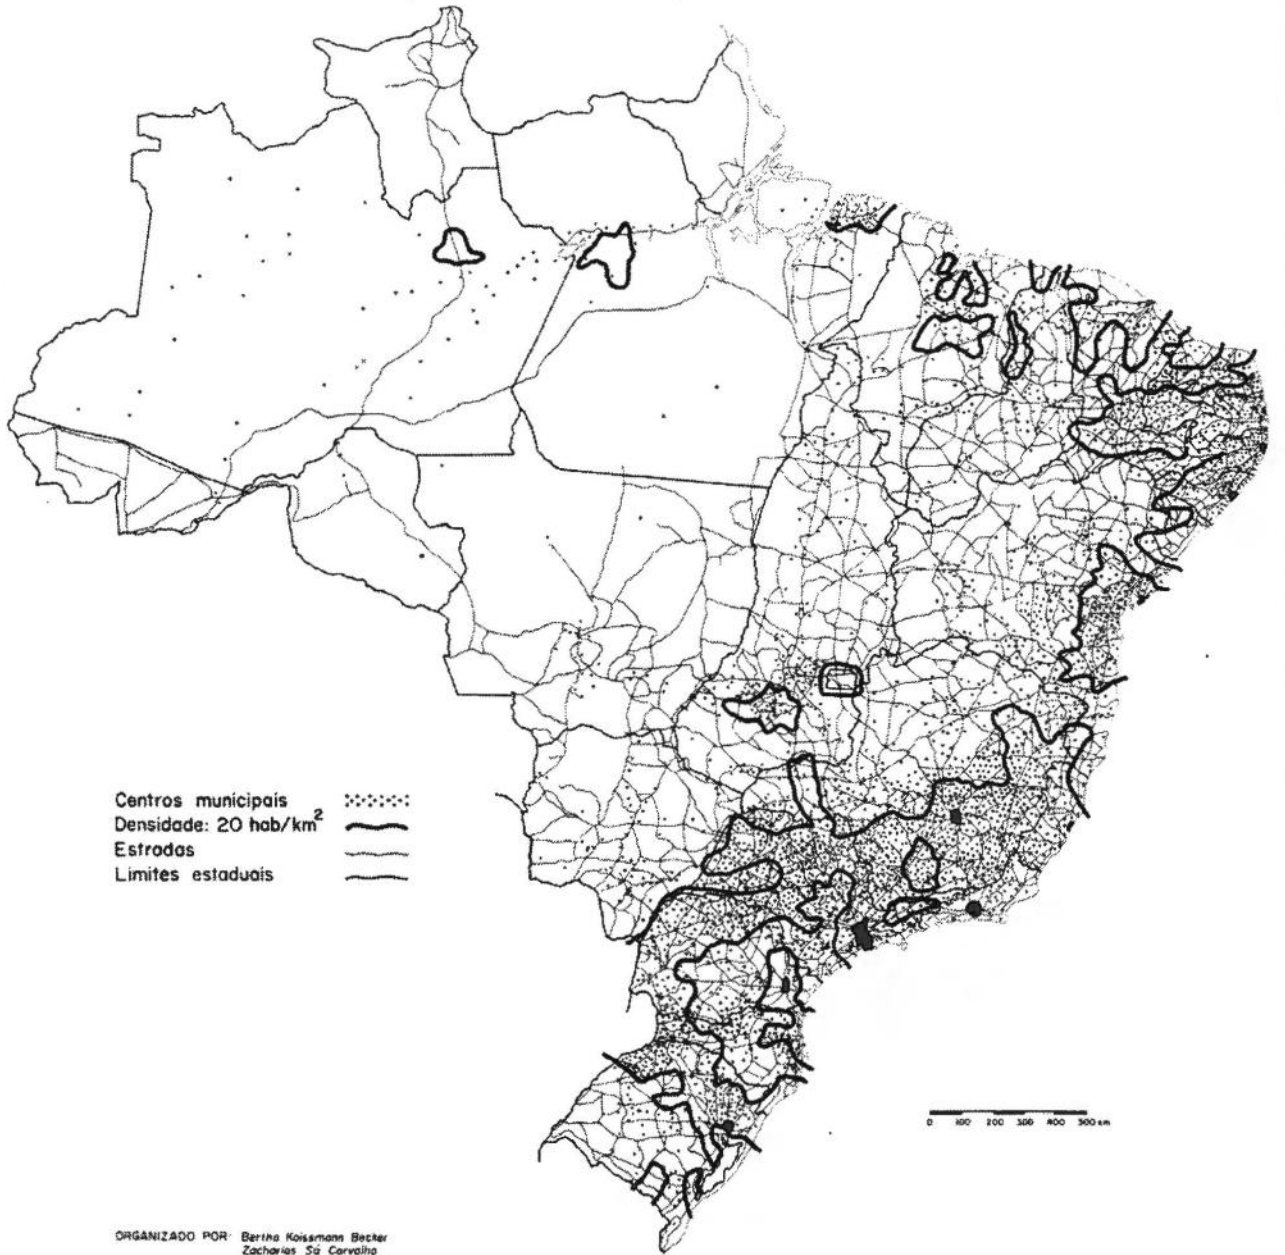 Centros municipais
Densidade: 20 hab/km²
Estradas
Limites estaduais
0 100 200 300 400 500 km
ORGANIZADO POR: Bertha Koissmann Becker
Zacharias Sá Carvalho